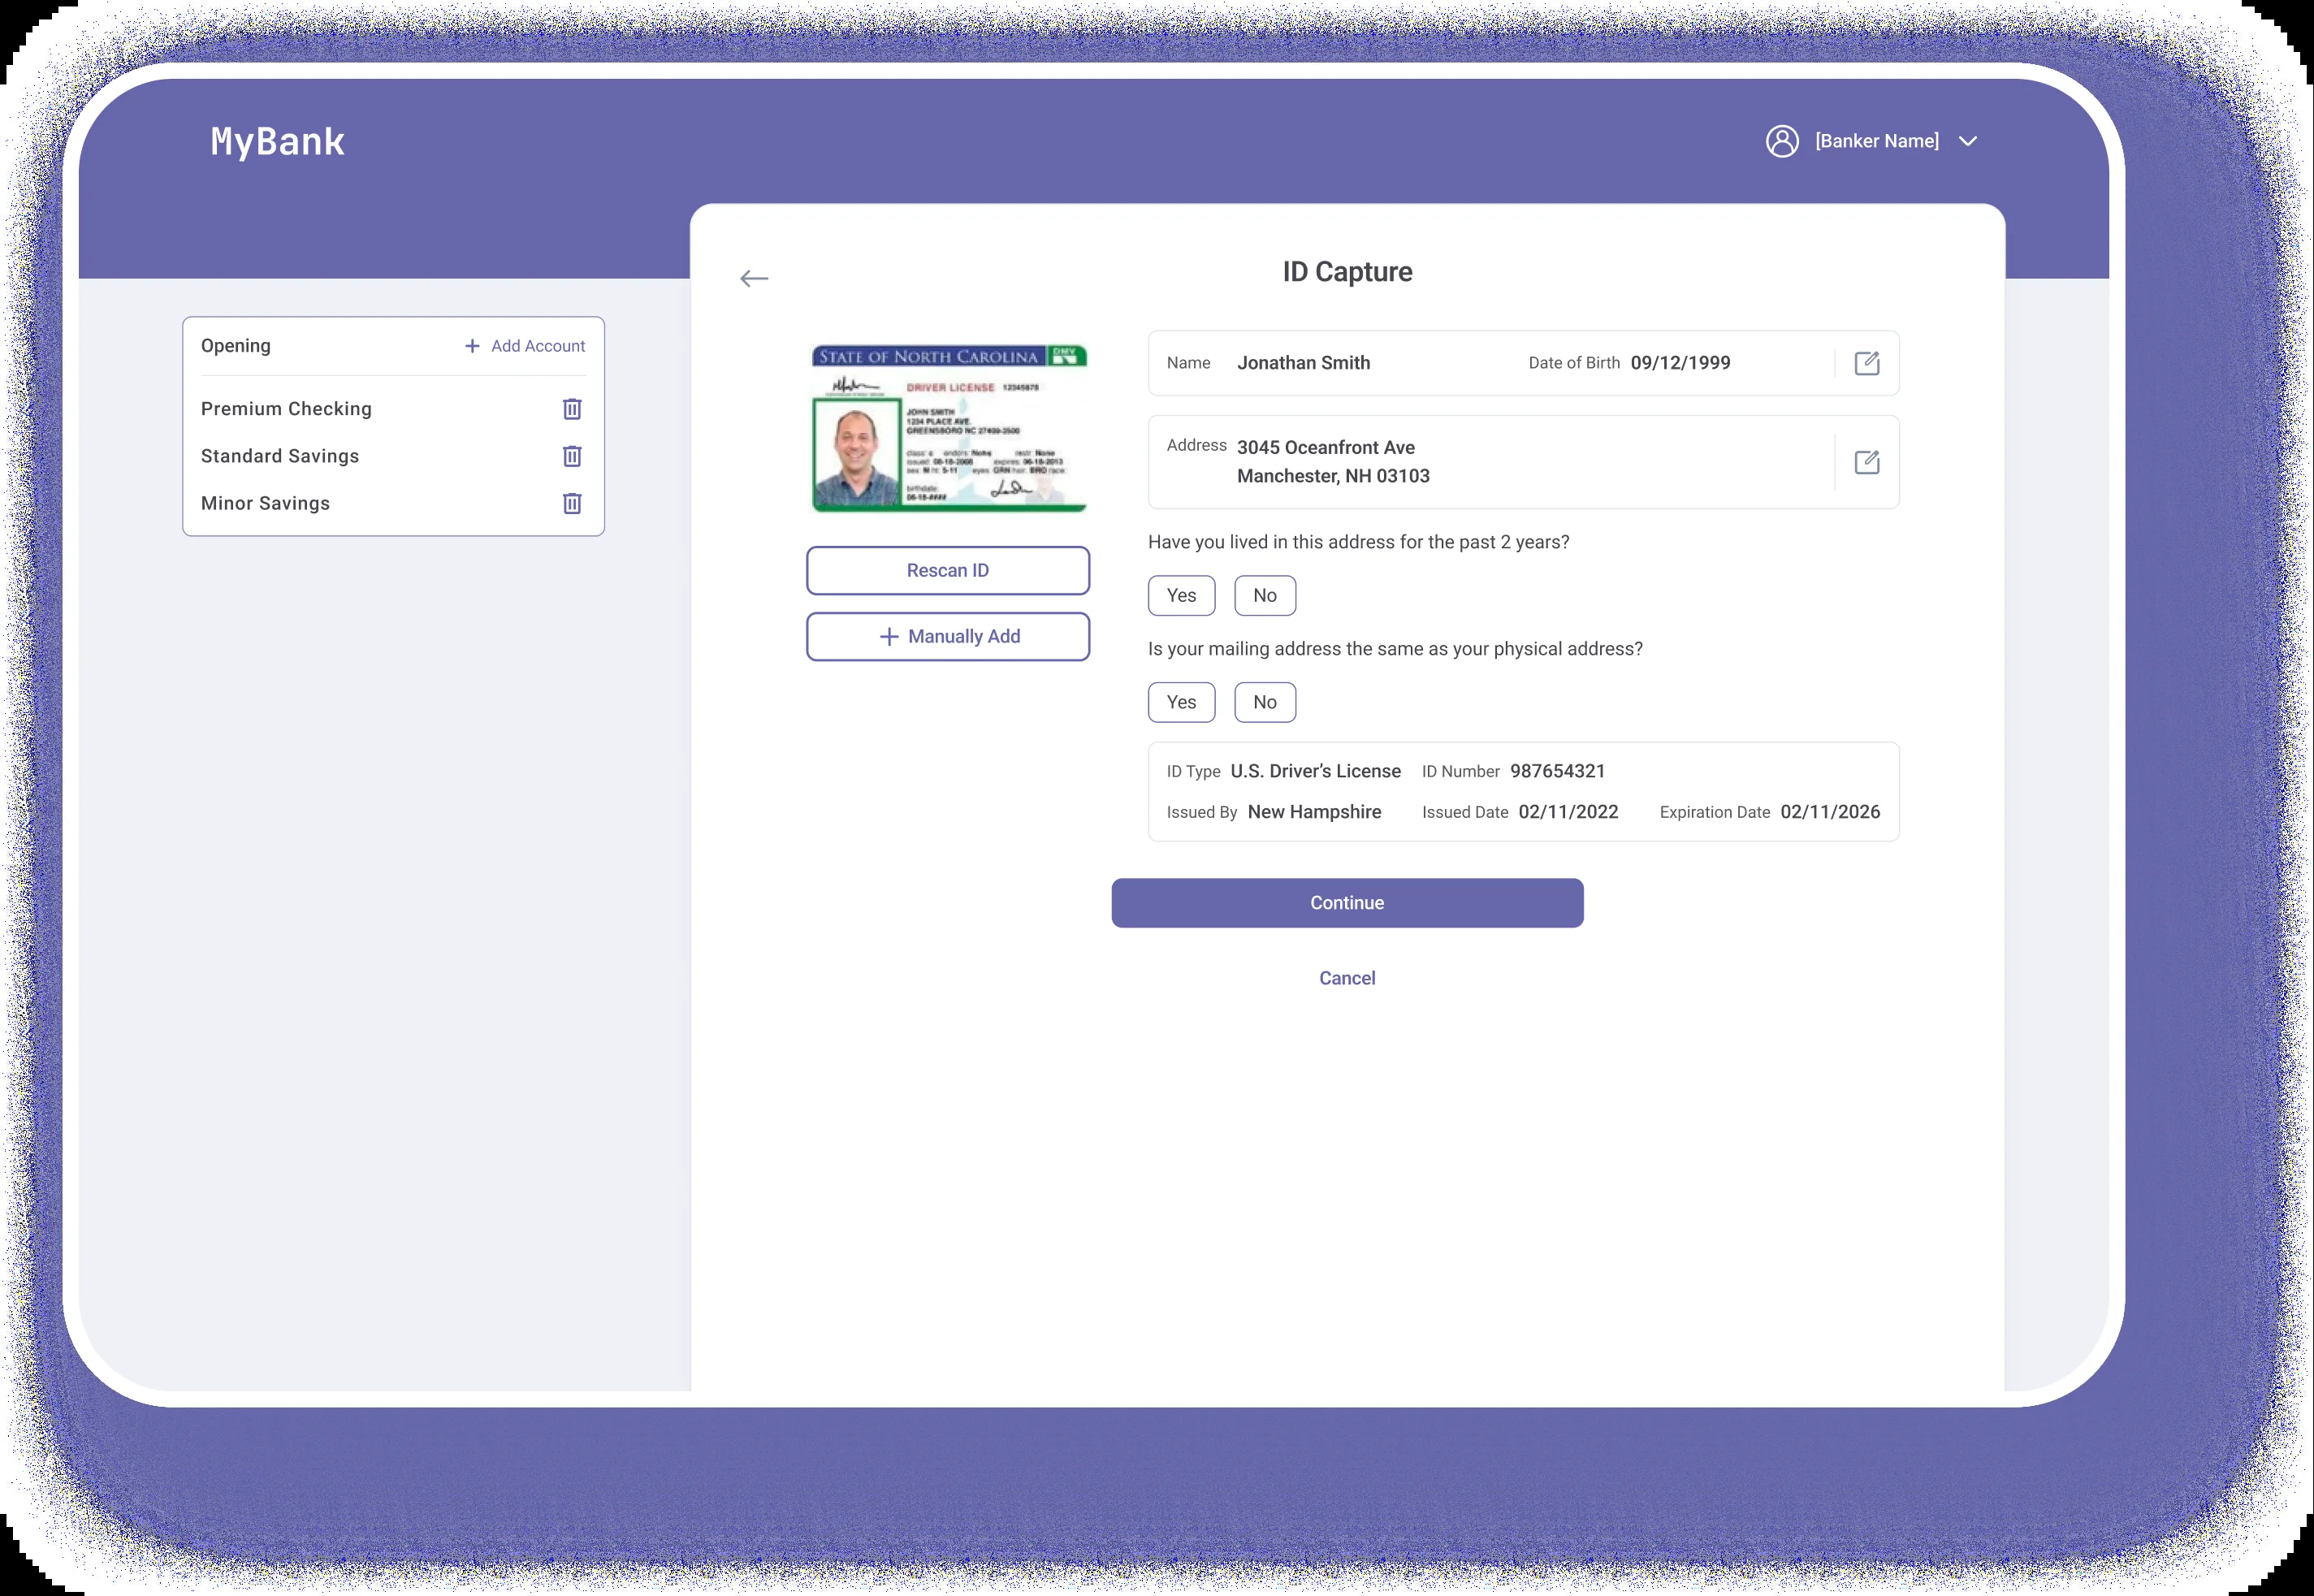 MyBank
[Banker Name]
ID Capture
Opening
+ Add Account
Premium Checking
Standard Savings
Minor Savings
STATE OF NORTH CAROLINA
DMV
DRIVER LICENSE 12345678
JOHN SMITH
1234 PLACE AVE.
GREENSBORO NC 27409-3500
class: c endors: None restr: None
issued: 06-18-2008 expires: 06-18-2013
sex: M ht: 5-11 eyes: GRN hair: BRO race:
birthdate:
06-18-####
Rescan ID
+ Manually Add
Name Jonathan Smith Date of Birth 09/12/1999
Address 3045 Oceanfront Ave
Manchester, NH 03103
Have you lived in this address for the past 2 years?
Yes No
Is your mailing address the same as your physical address?
Yes No
ID Type U.S. Driver’s License ID Number 987654321
Issued By New Hampshire Issued Date 02/11/2022 Expiration Date 02/11/2026
Continue
Cancel